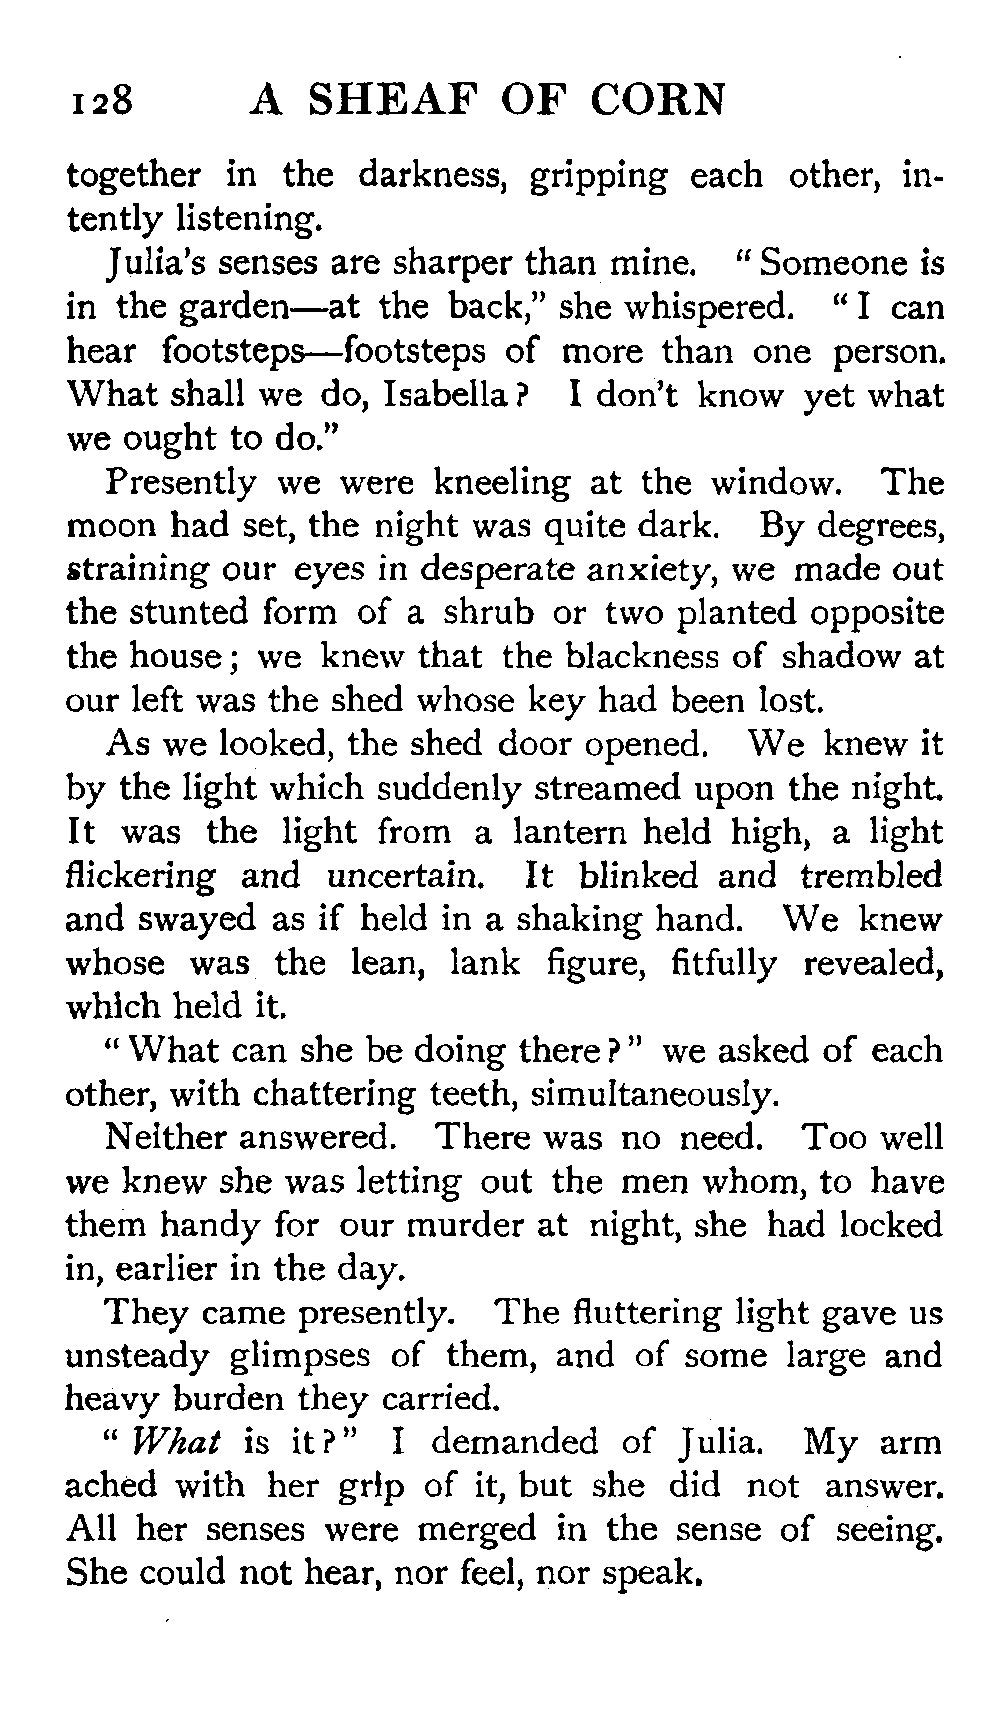 128 A SHEAF OF CORN
together in the darkness, gripping each other, in-
tently listening.
Julia's senses are sharper than mine. "Someone is
in the garden—at the back," she whispered. "I can
hear footsteps—footsteps of more than one person.
What shall we do, Isabella? I don't know yet what
we ought to do."
Presently we were kneeling at the window. The
moon had set, the night was quite dark. By degrees,
straining our eyes in desperate anxiety, we made out
the stunted form of a shrub or two planted opposite
the house; we knew that the blackness of shadow at
our left was the shed whose key had been lost.
As we looked, the shed door opened. We knew it
by the light which suddenly streamed upon the night.
It was the light from a lantern held high, a light
flickering and uncertain. It blinked and trembled
and swayed as if held in a shaking hand. We knew
whose was the lean, lank figure, fitfully revealed,
which held it.
"What can she be doing there?" we asked of each
other, with chattering teeth, simultaneously.
Neither answered. There was no need. Too well
we knew she was letting out the men whom, to have
them handy for our murder at night, she had locked
in, earlier in the day.
They came presently. The fluttering light gave us
unsteady glimpses of them, and of some large and
heavy burden they carried.
"What is it?" I demanded of Julia. My arm
ached with her grip of it, but she did not answer.
All her senses were merged in the sense of seeing.
She could not hear, nor feel, nor speak.